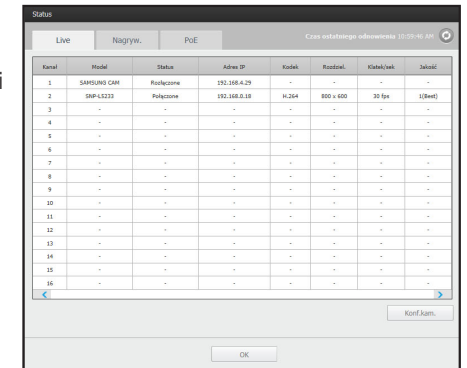 i
Status
Live Nagryw. PoE Czas ostatniego odnowienia 10:09:46 AM
Kanał Model Status Adres IP Kodek Rozdziel. Klatek/sek Jakość
1 SAMSUNG CAM Rozłączone 192.168.4.29 - - - -
2 SNP-L5233 Połączone 192.168.0.18 H.264 800 x 600 30 fps 1(Best)
3 - - - - - - -
4 - - - - - - -
5 - - - - - - -
6 - - - - - - -
7 - - - - - - -
8 - - - - - - -
9 - - - - - - -
10 - - - - - - -
11 - - - - - - -
12 - - - - - - -
13 - - - - - - -
14 - - - - - - -
15 - - - - - - -
16 - - - - - - -
Konf.kam.
OK